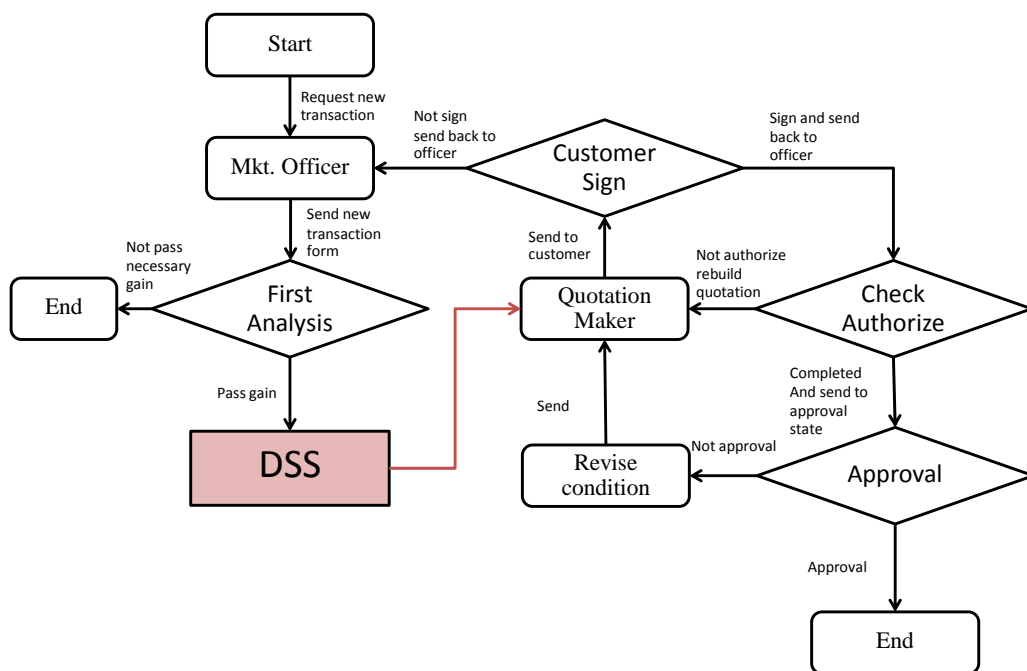 Start
Request new
transaction
Mkt. Officer
Not sign
send back to
officer
Customer
Sign
Sign and send
back to
officer
Send new
transaction
form
Not pass
necessary
gain
End
First
Analysis
Send to
customer
Quotation
Maker
Not authorize
rebuild
quotation
Check
Authorize
Pass gain
DSS
Send
Revise
condition
Not approval
Completed
And send to
approval
state
Approval
Approval
End